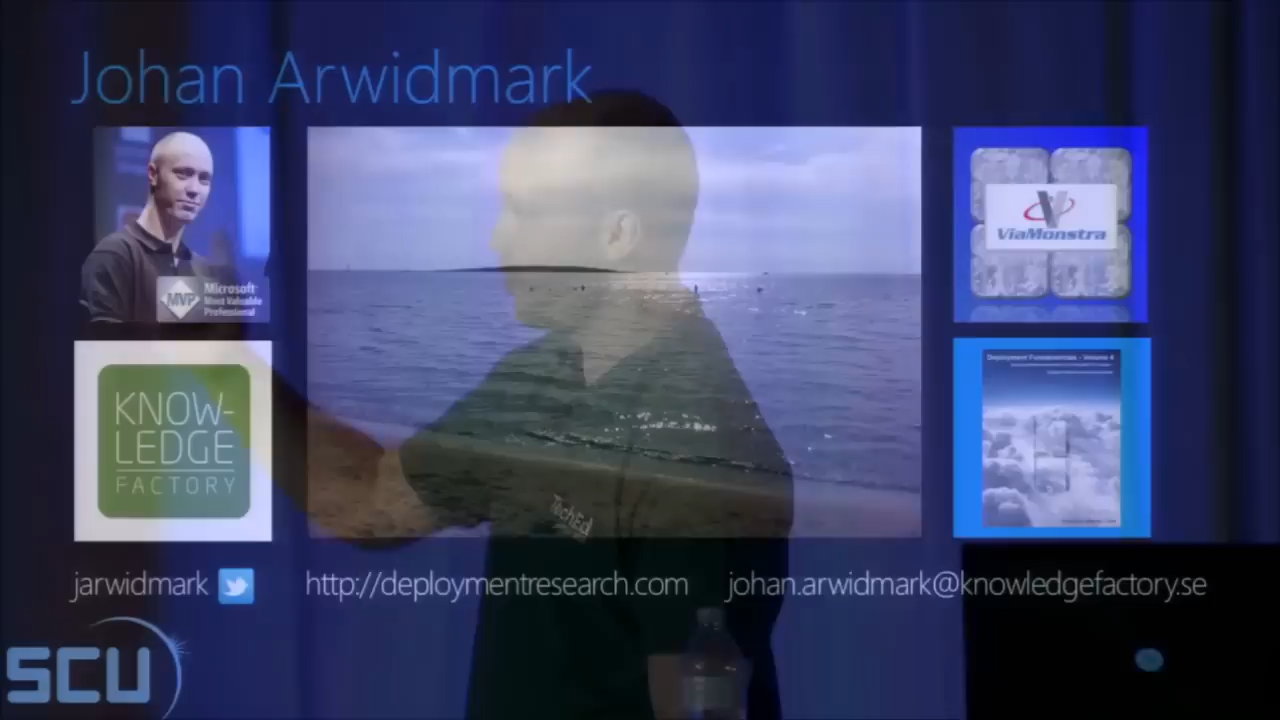 Johan Arwidmark
MVP
Microsoft
Most Valuable
Professional
ViaMonstra
KNOW-
LEDGE
FACTORY
Deployment Fundamentals - Volume 4
TechEd
jarwidmark
http://deploymentresearch.com
johan.arwidmark@knowledgefactory.se
SCU